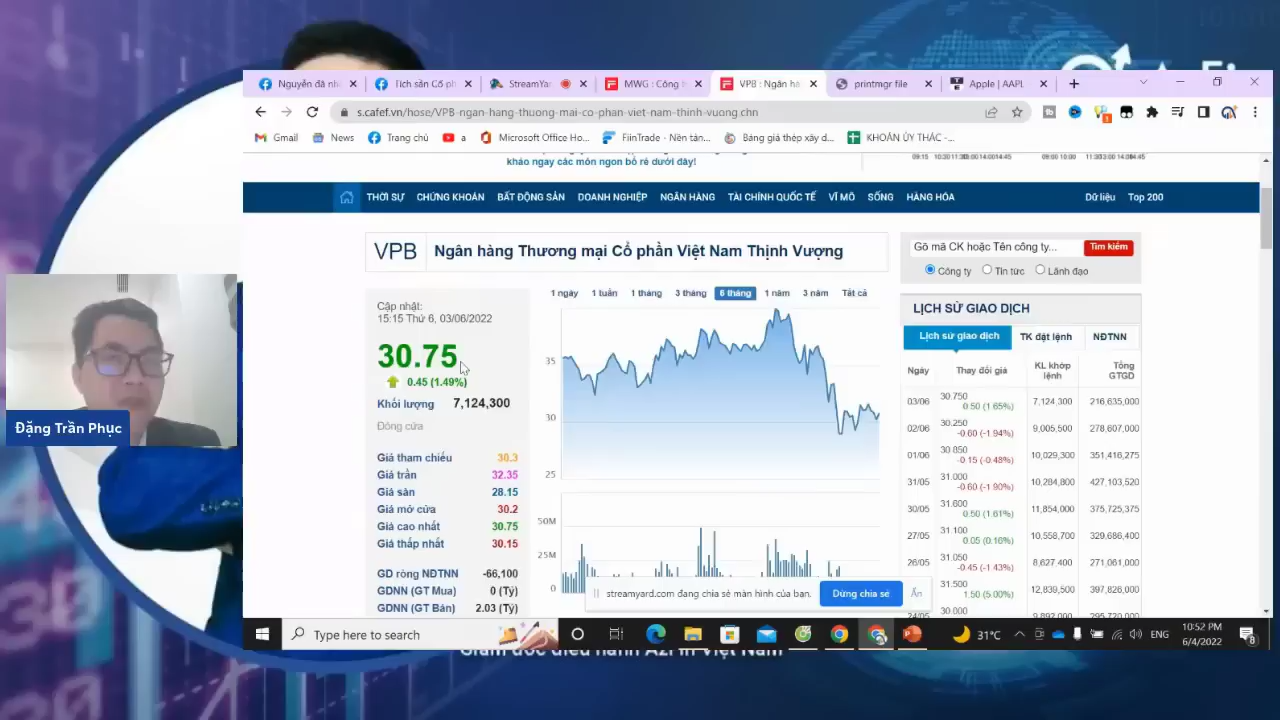 Nguyễn đã nh
Tích sản Cổ ph
StreamYar
MWG : Công t
VPB : Ngân hà
printmgr file
Apple | AAPL
s.cafef.vn/hose/VPB-ngan-hang-thuong-mai-co-phan-viet-nam-thinh-vuong.chn
Gmail
News
Trang chủ
a
Microsoft Office Ho...
FiinTrade - Nền tản...
Bảng giá thép xây d...
KHOẢN ỦY THÁC -...
khảo ngay các món ngon bổ rẻ dưới đây!
THỜI SỰ CHỨNG KHOÁN BẤT ĐỘNG SẢN DOANH NGHIỆP NGÂN HÀNG TÀI CHÍNH QUỐC TẾ VĨ MÔ SỐNG HÀNG HÓA Dữ liệu Top 200
VPB Ngân hàng Thương mại Cổ phần Việt Nam Thịnh Vượng
Cập nhật:
15:15 Thứ 6, 03/06/2022
30.75
0.45 (1.49%)
Khối lượng 7,124,300
Đóng cửa
Giá tham chiếu 30.3
Giá trần 32.35
Giá sàn 28.15
Giá mở cửa 30.2
Giá cao nhất 30.75
Giá thấp nhất 30.15
GD ròng NĐTNN -66,100
GDNN (GT Mua) 0 (Tỷ)
GDNN (GT Bán) 2.03 (Tỷ)
1 ngày 1 tuần 1 tháng 3 tháng 6 tháng 1 năm 3 năm Tất cả
35
30
25
50M
25M
0
Gõ mã CK hoặc Tên công ty... Tìm kiếm
Công ty Tin tức Lãnh đạo
LỊCH SỬ GIAO DỊCH
Lịch sử giao dịch TK đặt lệnh NĐTNN
Ngày Thay đổi giá KL khớp lệnh Tổng GTGD
03/06 30.750 0.50 (1.65%) 7,124,300 216,635,000
02/06 30.250 -0.60 (-1.94%) 9,005,500 278,607,000
01/06 30.850 -0.15 (-0.48%) 10,029,300 351,416,275
31/05 31.000 -0.60 (-1.90%) 10,284,800 427,103,520
30/05 31.600 0.50 (1.61%) 11,854,000 375,725,375
27/05 31.100 0.05 (0.16%) 10,558,700 329,686,400
26/05 31.050 -0.45 (-1.43%) 8,627,400 271,061,000
25/05 31.500 1.50 (5.00%) 12,839,500 397,828,000
24/05 30.000
streamyard.com đang chia sẻ màn hình của bạn. Dừng chia sẻ Ẩn
Đặng Trần Phục
Type here to search
31°C
ENG
10:52 PM
6/4/2022
Giám đốc điều hành AzFin Việt Nam